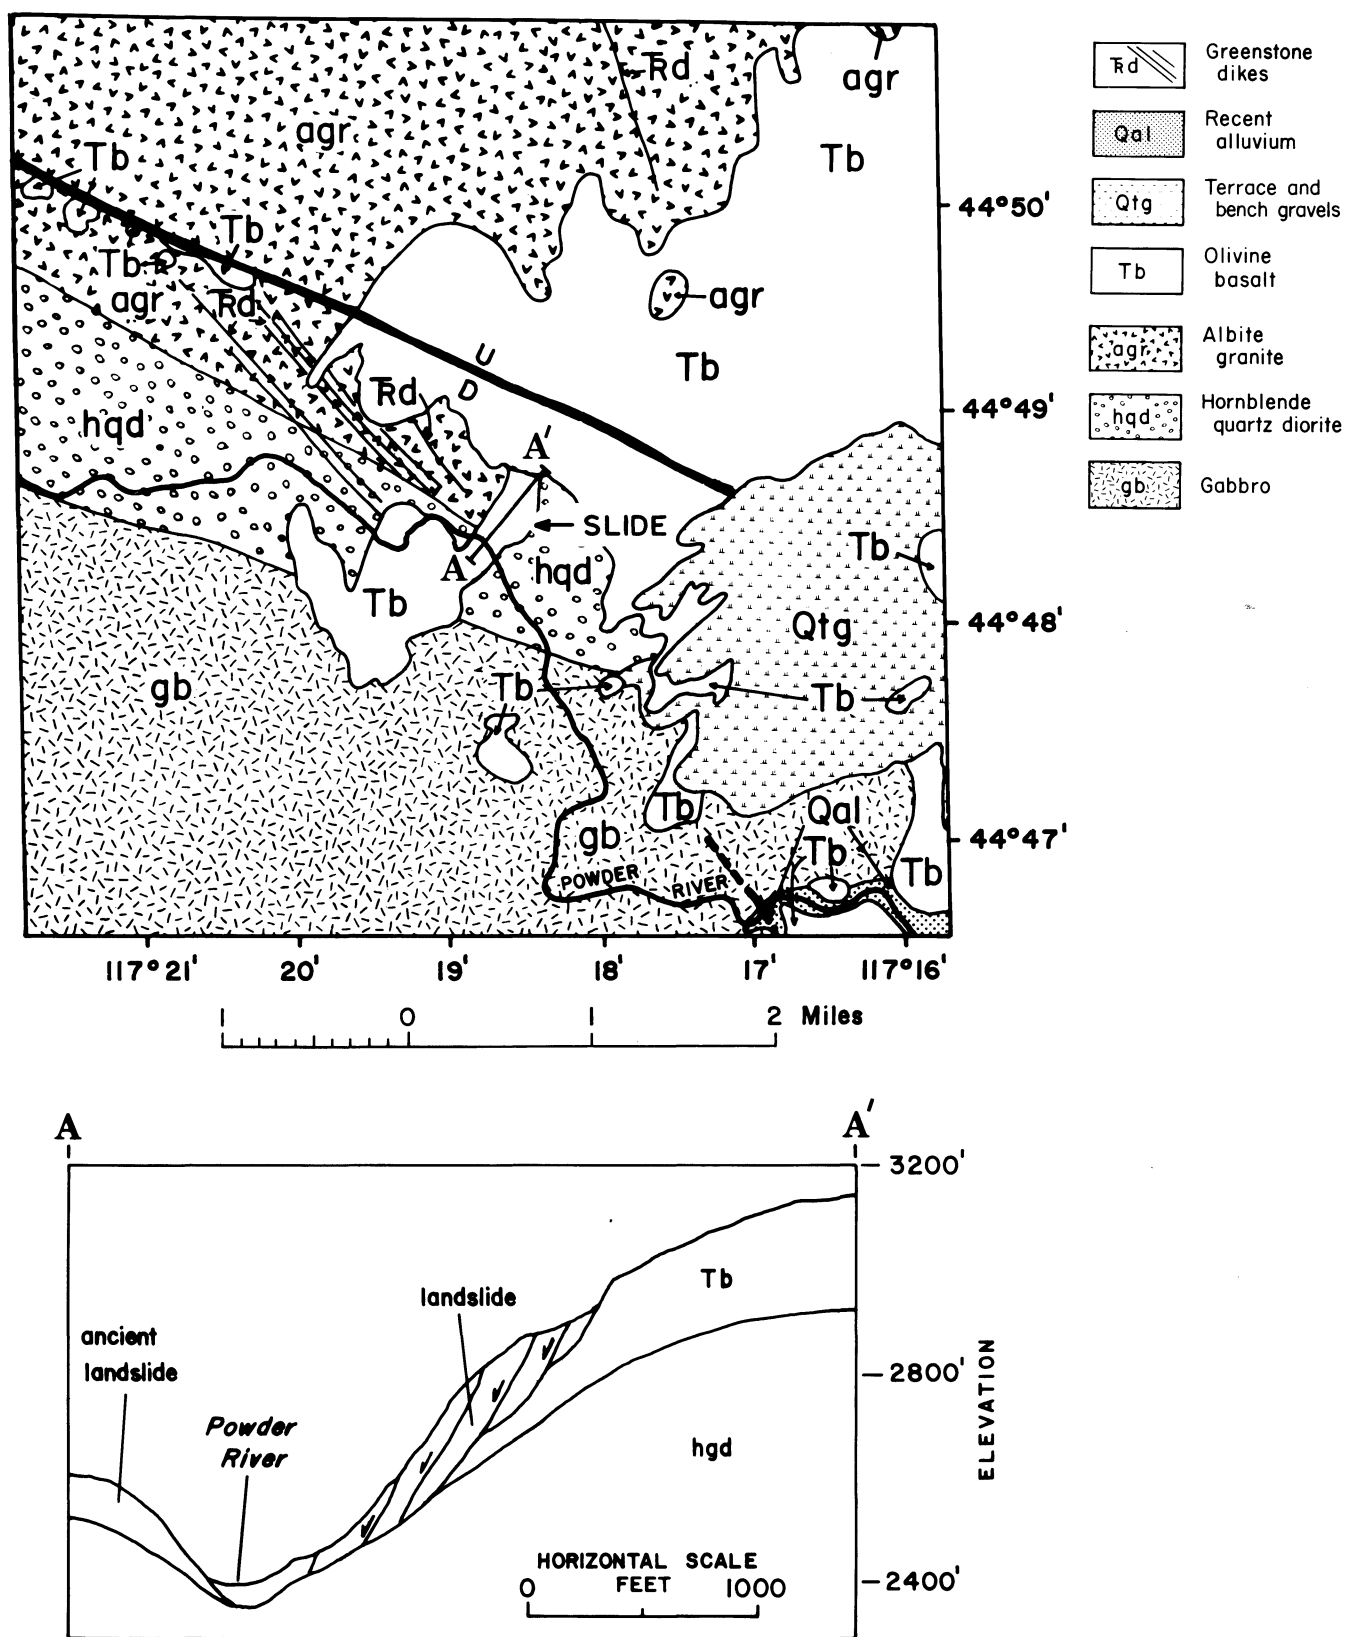 Tꞧd
agr
agr
Tb
Tb
44°50'
Tb
Tb
agr
Tꞧd
agr
Tb
U
D
Tꞧd
44°49'
hqd
A'
SLIDE
A
hqd
Tb
Tb
44°48'
Qtg
gb
Tb
Tb
Tb
Qal
gb
Tb
44°47'
Tb
POWDER
RIVER
117°21'
20'
19'
18'
17'
117°16'
1
0
1
2
Miles
Tꞧd
Greenstone
dikes
Qal
Recent
alluvium
Qtg
Terrace and
bench gravels
Tb
Olivine
basalt
agr
Albite
granite
hqd
Hornblende
quartz diorite
gb
Gabbro
A
A'
3200'
Tb
landslide
ancient
landslide
2800'
ELEVATION
Powder
River
hgd
HORIZONTAL SCALE
FEET
0
1000
2400'